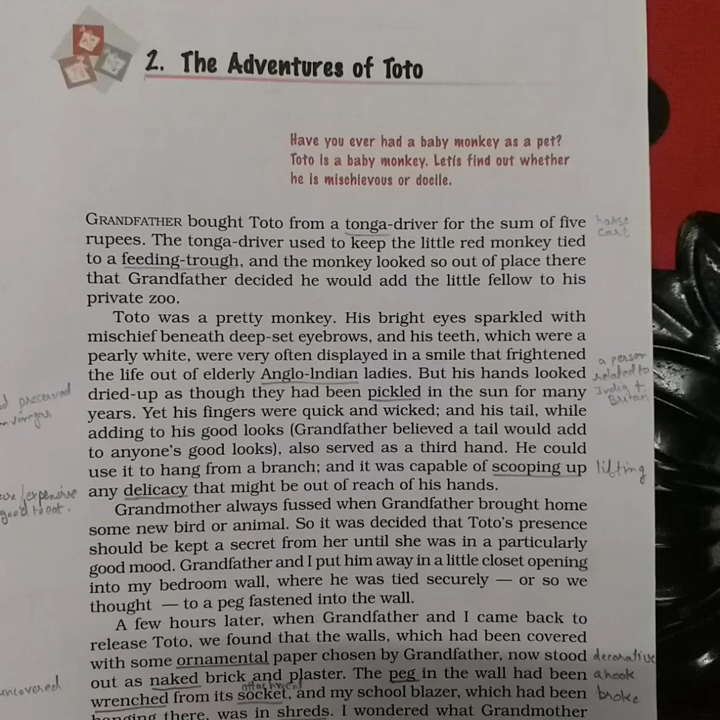 2. The Adventures of Toto
Have you ever had a baby monkey as a pet?
Toto is a baby monkey. Letís find out whether
he is mischievous or docile.
GRANDFATHER bought Toto from a tonga-driver for the sum of five
horse
cart
rupees. The tonga-driver used to keep the little red monkey tied
to a feeding-trough, and the monkey looked so out of place there
that Grandfather decided he would add the little fellow to his
private zoo.
Toto was a pretty monkey. His bright eyes sparkled with
mischief beneath deep-set eyebrows, and his teeth, which were a
pearly white, were very often displayed in a smile that frightened
the life out of elderly Anglo-Indian ladies. But his hands looked
a person
related to
India +
Britain
dried-up as though they had been pickled in the sun for many
preserved
years. Yet his fingers were quick and wicked; and his tail, while
adding to his good looks (Grandfather believed a tail would add
to anyone's good looks), also served as a third hand. He could
use it to hang from a branch; and it was capable of scooping up
lifting
any delicacy that might be out of reach of his hands.
expensive
good to eat.
Grandmother always fussed when Grandfather brought home
some new bird or animal. So it was decided that Toto's presence
should be kept a secret from her until she was in a particularly
good mood. Grandfather and I put him away in a little closet opening
into my bedroom wall, where he was tied securely — or so we
thought — to a peg fastened into the wall.
A few hours later, when Grandfather and I came back to
release Toto, we found that the walls, which had been covered
with some ornamental paper chosen by Grandfather, now stood
decorative
out as naked brick and plaster. The peg in the wall had been
uncovered
a hook
attachment
wrenched from its socket, and my school blazer, which had been
broke
hanging there, was in shreds. I wondered what Grandmother